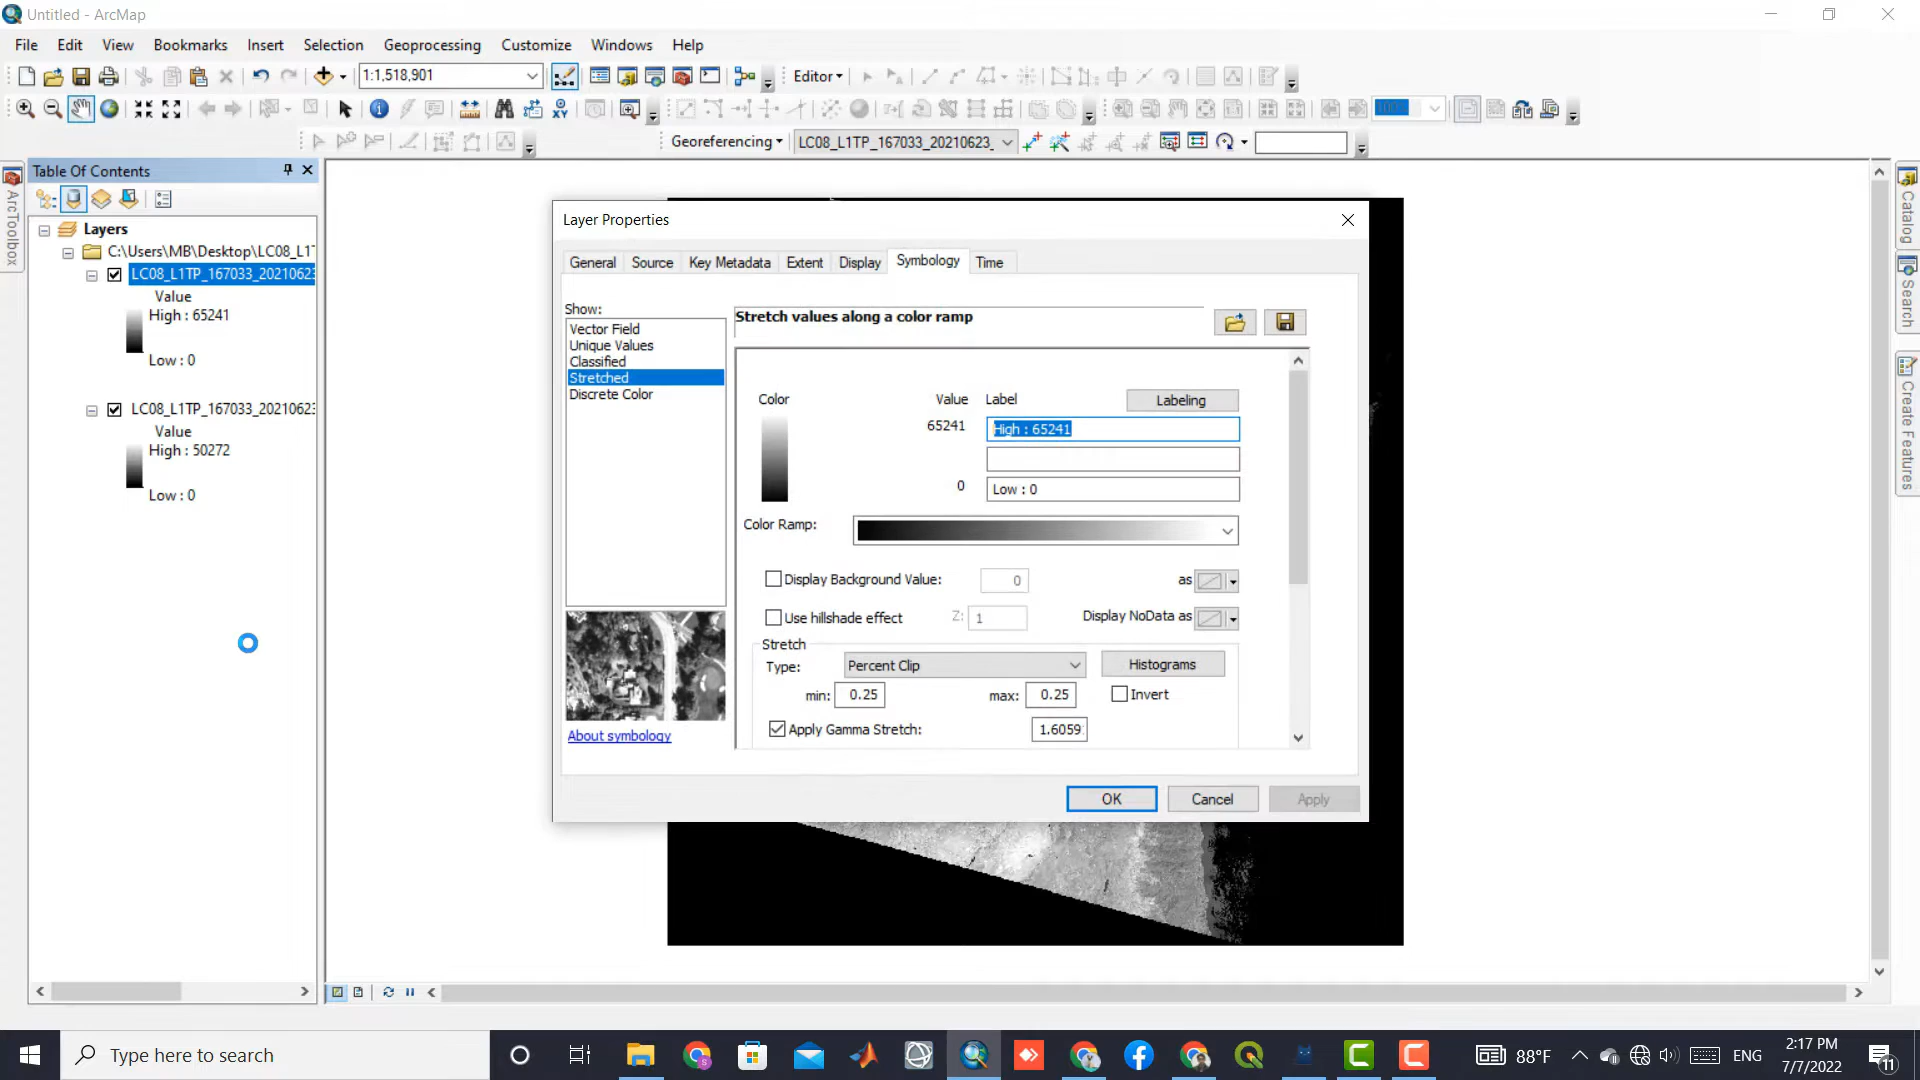 Untitled - ArcMap
File Edit View Bookmarks Insert Selection Geoprocessing Customize Windows Help
1:1,518,901
Editor
Georeferencing LC08_L1TP_167033_20210623_
ArcToolbox
Table Of Contents
Layers
C:\Users\MB\Desktop\LC08_L1T
LC08_L1TP_167033_20210623
Value
High : 65241
Low : 0
LC08_L1TP_167033_20210623
Value
High : 50272
Low : 0
Layer Properties
General Source Key Metadata Extent Display Symbology Time
Show:
Vector Field
Unique Values
Classified
Stretched
Discrete Color
About symbology
Stretch values along a color ramp
Color Value Label Labeling
65241 High : 65241
0 Low : 0
Color Ramp:
Display Background Value: 0 as
Use hillshade effect Z: 1 Display NoData as
Stretch
Type: Percent Clip Histograms
min: 0.25 max: 0.25 Invert
Apply Gamma Stretch: 1.6059
OK Cancel Apply
Catalog
Search
Create Features
Type here to search
88°F
ENG
2:17 PM
7/7/2022
11